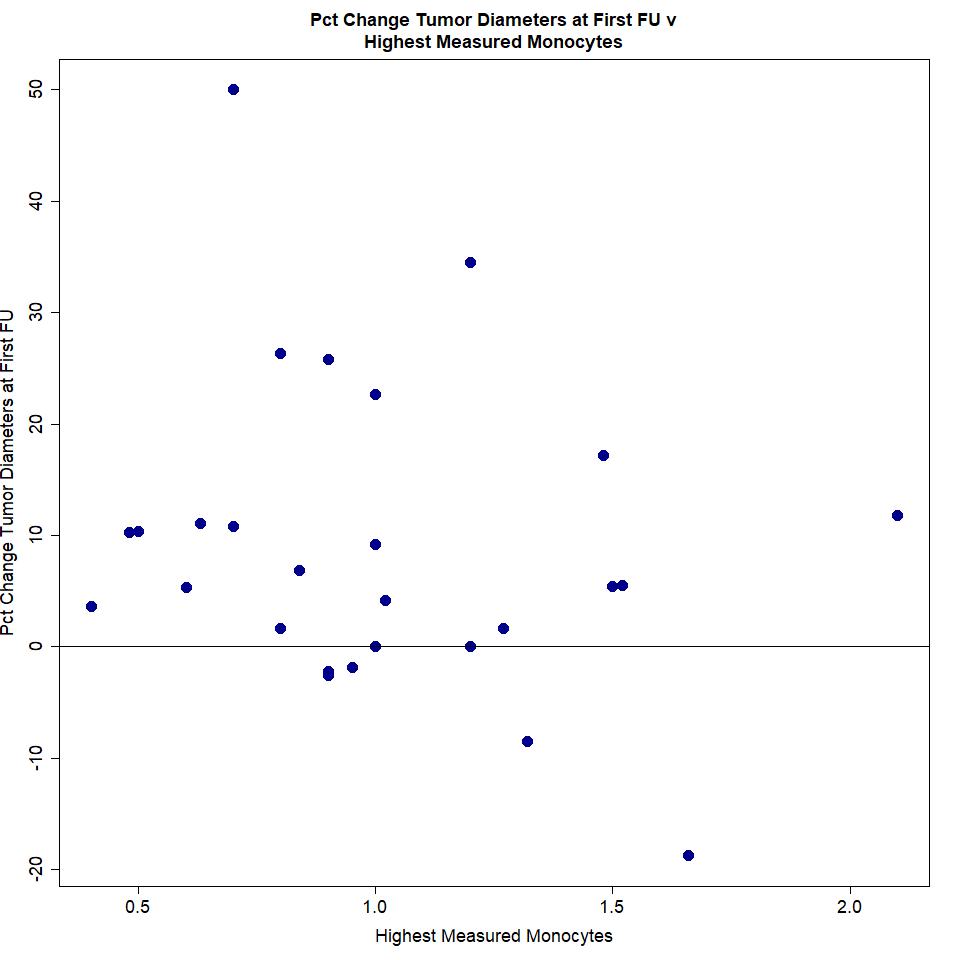 Pct Change Tumor Diameters at First FU v
Highest Measured Monocytes
Pct Change Tumor Diameters at First FU
50
40
30
20
10
0
-10
-20
0.5 1.0 1.5 2.0
Highest Measured Monocytes